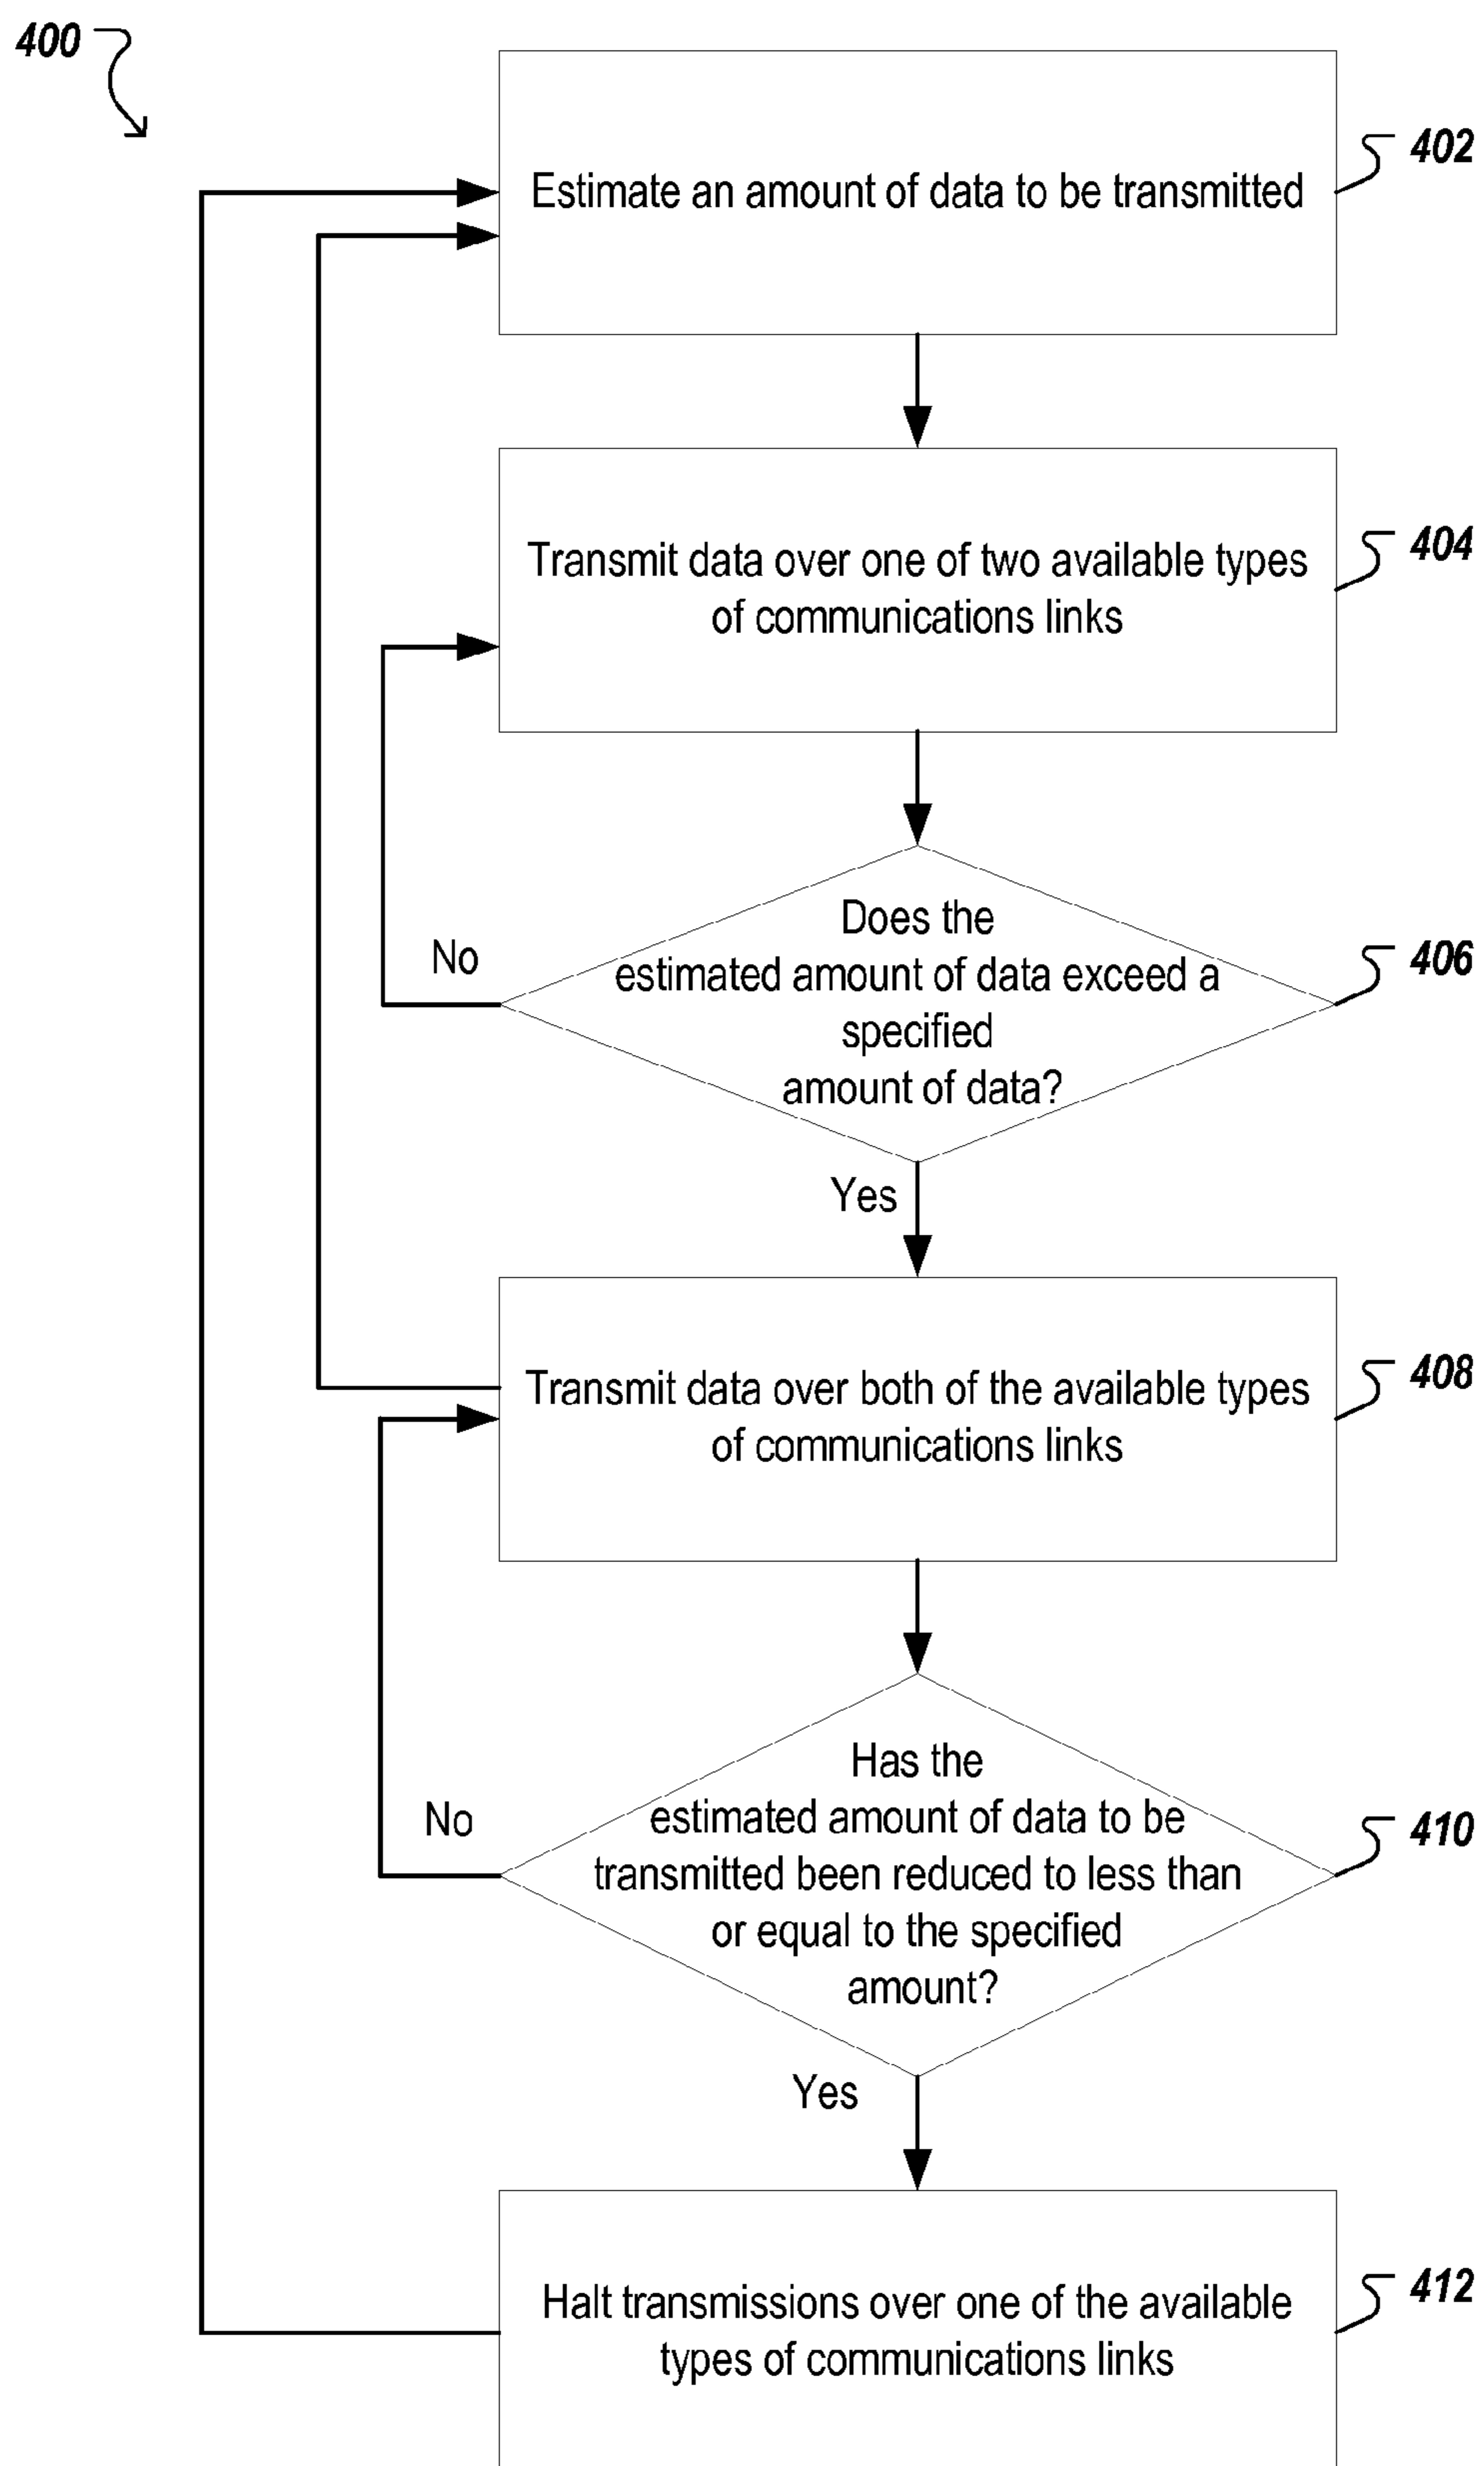 400
402
Estimate an amount of data to be transmitted
404
Transmit data over one of two available types
of communications links
Does the
No
406
estimated amount of data exceed a
specified
amount of data?
Yes
408
Transmit data over both of the available types
of communications links
Has the
No
estimated amount of data to be
410
transmitted been reduced to less than
or equal to the specified
amount?
Yes
412
Halt transmissions over one of the available
types of communications links